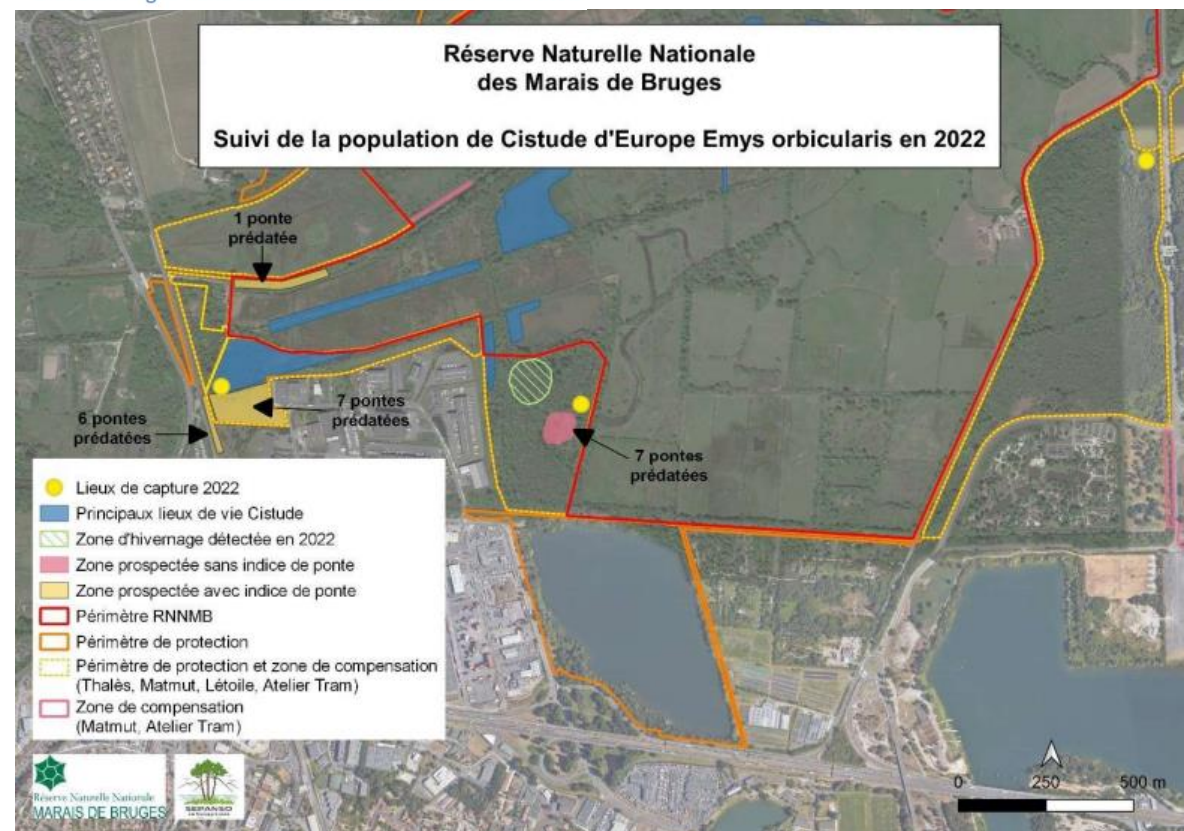 Réserve Naturelle Nationale
des Marais de Bruges
Suivi de la population de Cistude d'Europe Emys orbicularis en 2022
1 ponte
prédatée
6 pontes
prédatées
7 pontes
prédatées
7 pontes
prédatées
Lieux de capture 2022
Principaux lieux de vie Cistude
Zone d'hivernage détectée en 2022
Zone prospectée sans indice de ponte
Zone prospectée avec indice de ponte
Périmètre RNNMB
Périmètre de protection
Périmètre de protection et zone de compensation
(Thalès, Matmut, Létoile, Atelier Tram)
Zone de compensation
(Matmut, Atelier Tram)
Réserve Naturelle Nationale
MARAIS DE BRUGES
SEPANSO
0 250 500 m